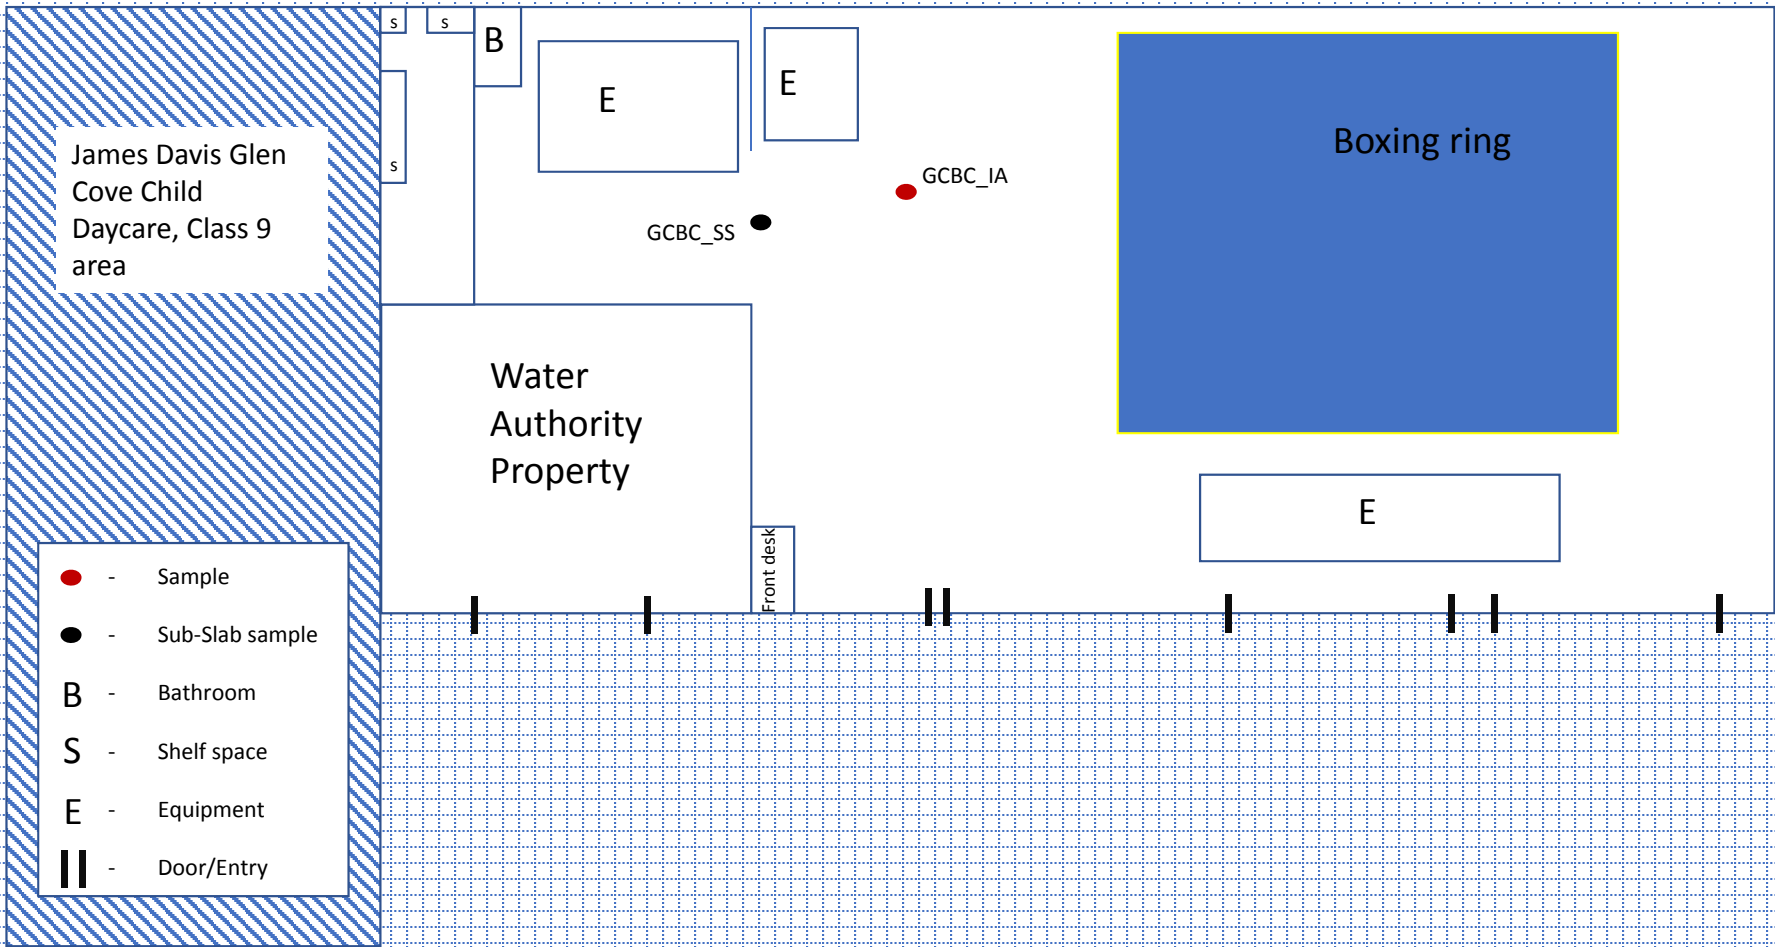 s
s
B
E
E
s
Boxing ring
James Davis Glen
Cove Child
Daycare, Class 9
area
GCBC_IA
GCBC_SS
Water
Authority
Property
E
Front desk
- Sample
- Sub-Slab sample
B - Bathroom
S - Shelf space
E - Equipment
- Door/Entry